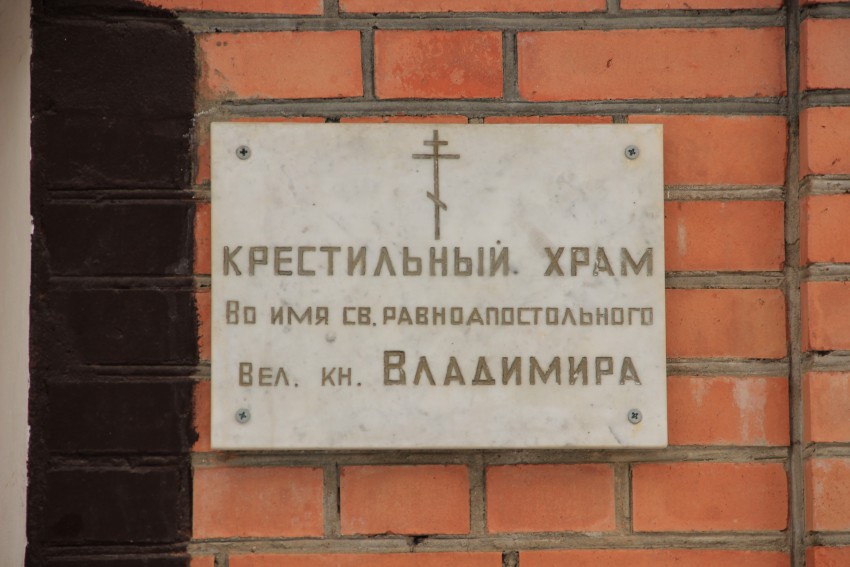 КРЕСТИЛЬНЫЙ. ХРАМ
ВО ИМЯ СВ. РАВНОАПОСТОЛЬНОГО
ВЕЛ. КН. ВЛАДИМИРА